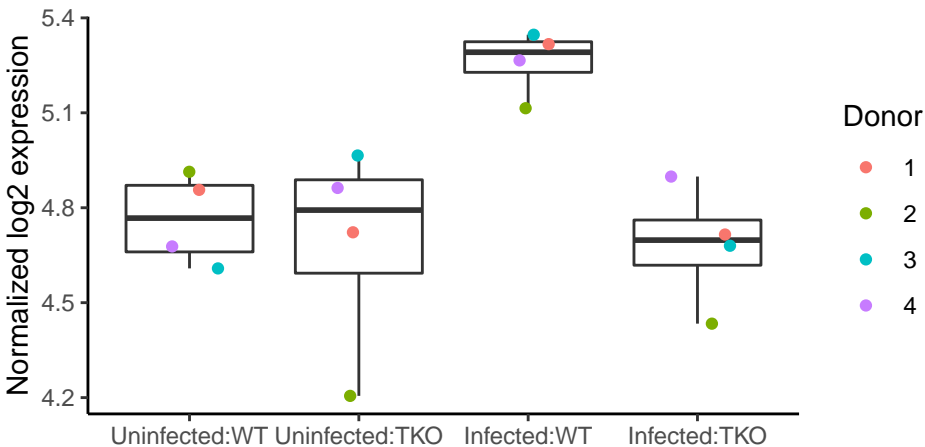 Normalized log2 expression
5.4
5.1
4.8
4.5
4.2
Uninfected:WT
Uninfected:TKO
Infected:WT
Infected:TKO
Donor
1
2
3
4